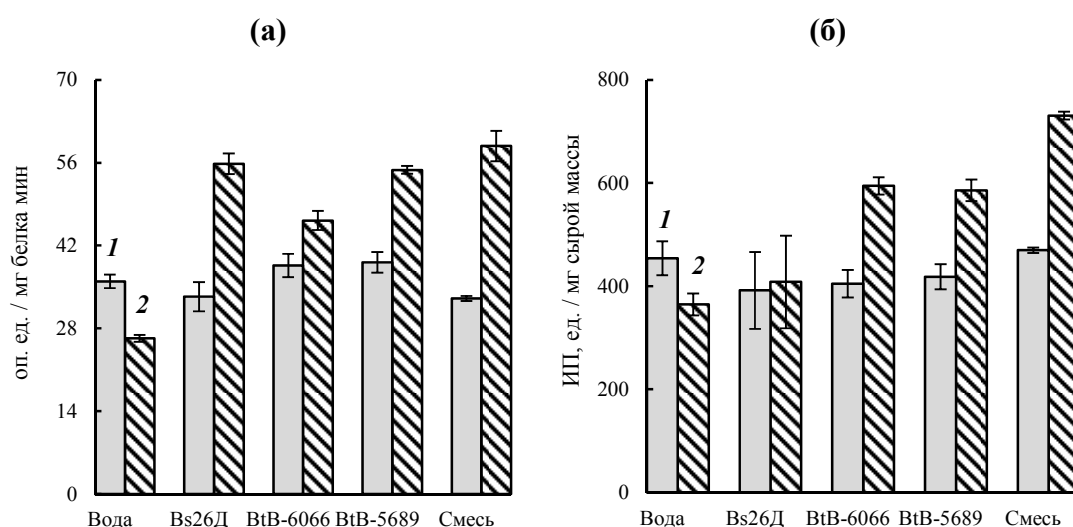 (а)
оп. ед. / мг белка мин
70
56
42
28
14
0
1
2
Вода Bs26Д BtB-6066 BtB-5689 Смесь
(б)
ИП, ед. / мг сырой массы
800
600
400
200
0
1
2
Вода Bs26Д BtB-6066 BtB-5689 Смесь